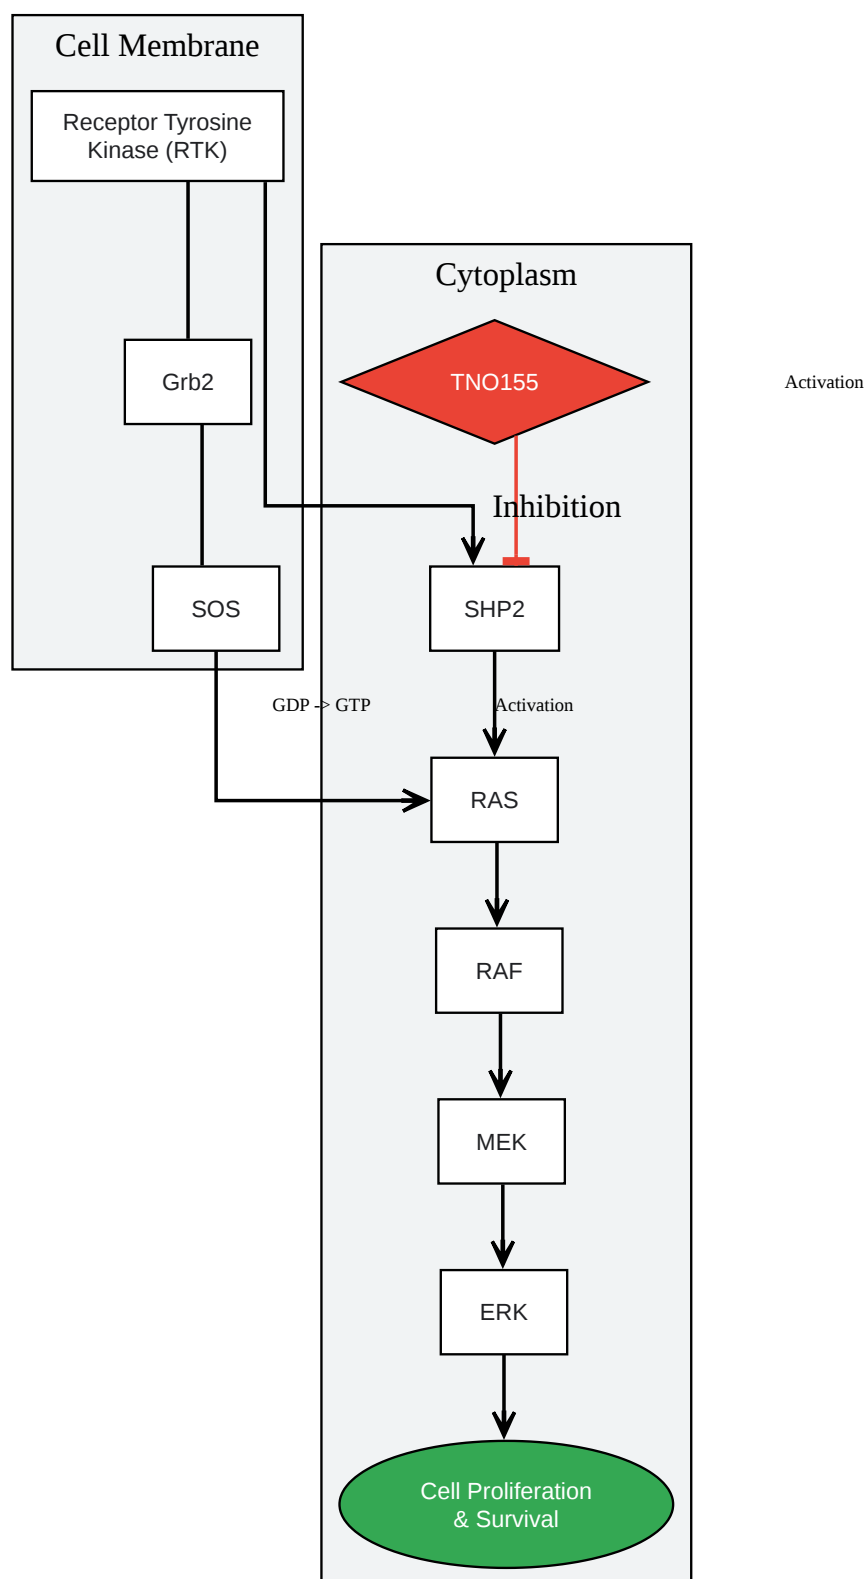 Cell Membrane
Receptor Tyrosine
Kinase (RTK)
Cytoplasm
Grb2
TNO155
Activation
Inhibition
SOS
SHP2
GDP -> GTP
Activation
RAS
RAF
MEK
ERK
Cell Proliferation
& Survival